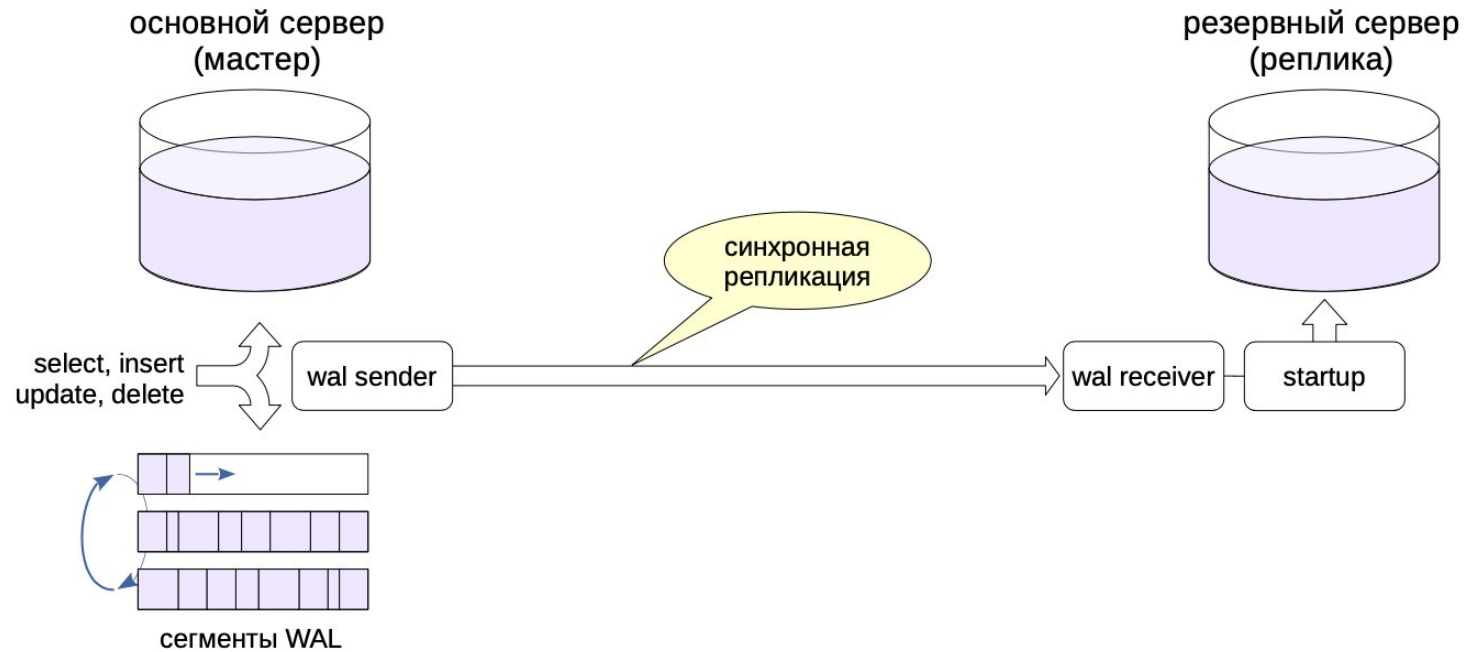 основной сервер
(мастер)
резервный сервер
(реплика)
синхронная
репликация
select, insert
update, delete
wal sender
wal receiver
startup
сегменты WAL